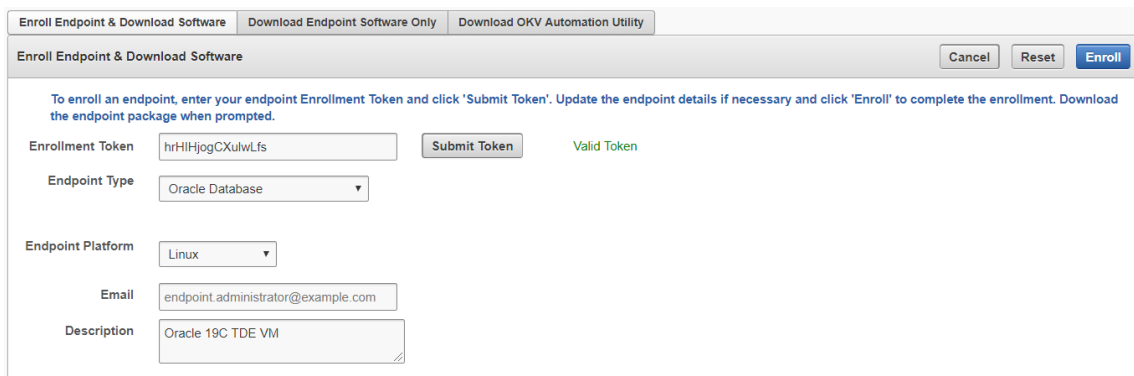 Enroll Endpoint & Download Software Download Endpoint Software Only Download OKV Automation Utility
Enroll Endpoint & Download Software Cancel Reset Enroll
To enroll an endpoint, enter your endpoint Enrollment Token and click 'Submit Token'. Update the endpoint details if necessary and click 'Enroll' to complete the enrollment. Download
the endpoint package when prompted.
Enrollment Token hrHIHjogCXulwLfs Submit Token Valid Token
Endpoint Type Oracle Database
Endpoint Platform Linux
Email endpoint.administrator@example.com
Description Oracle 19C TDE VM